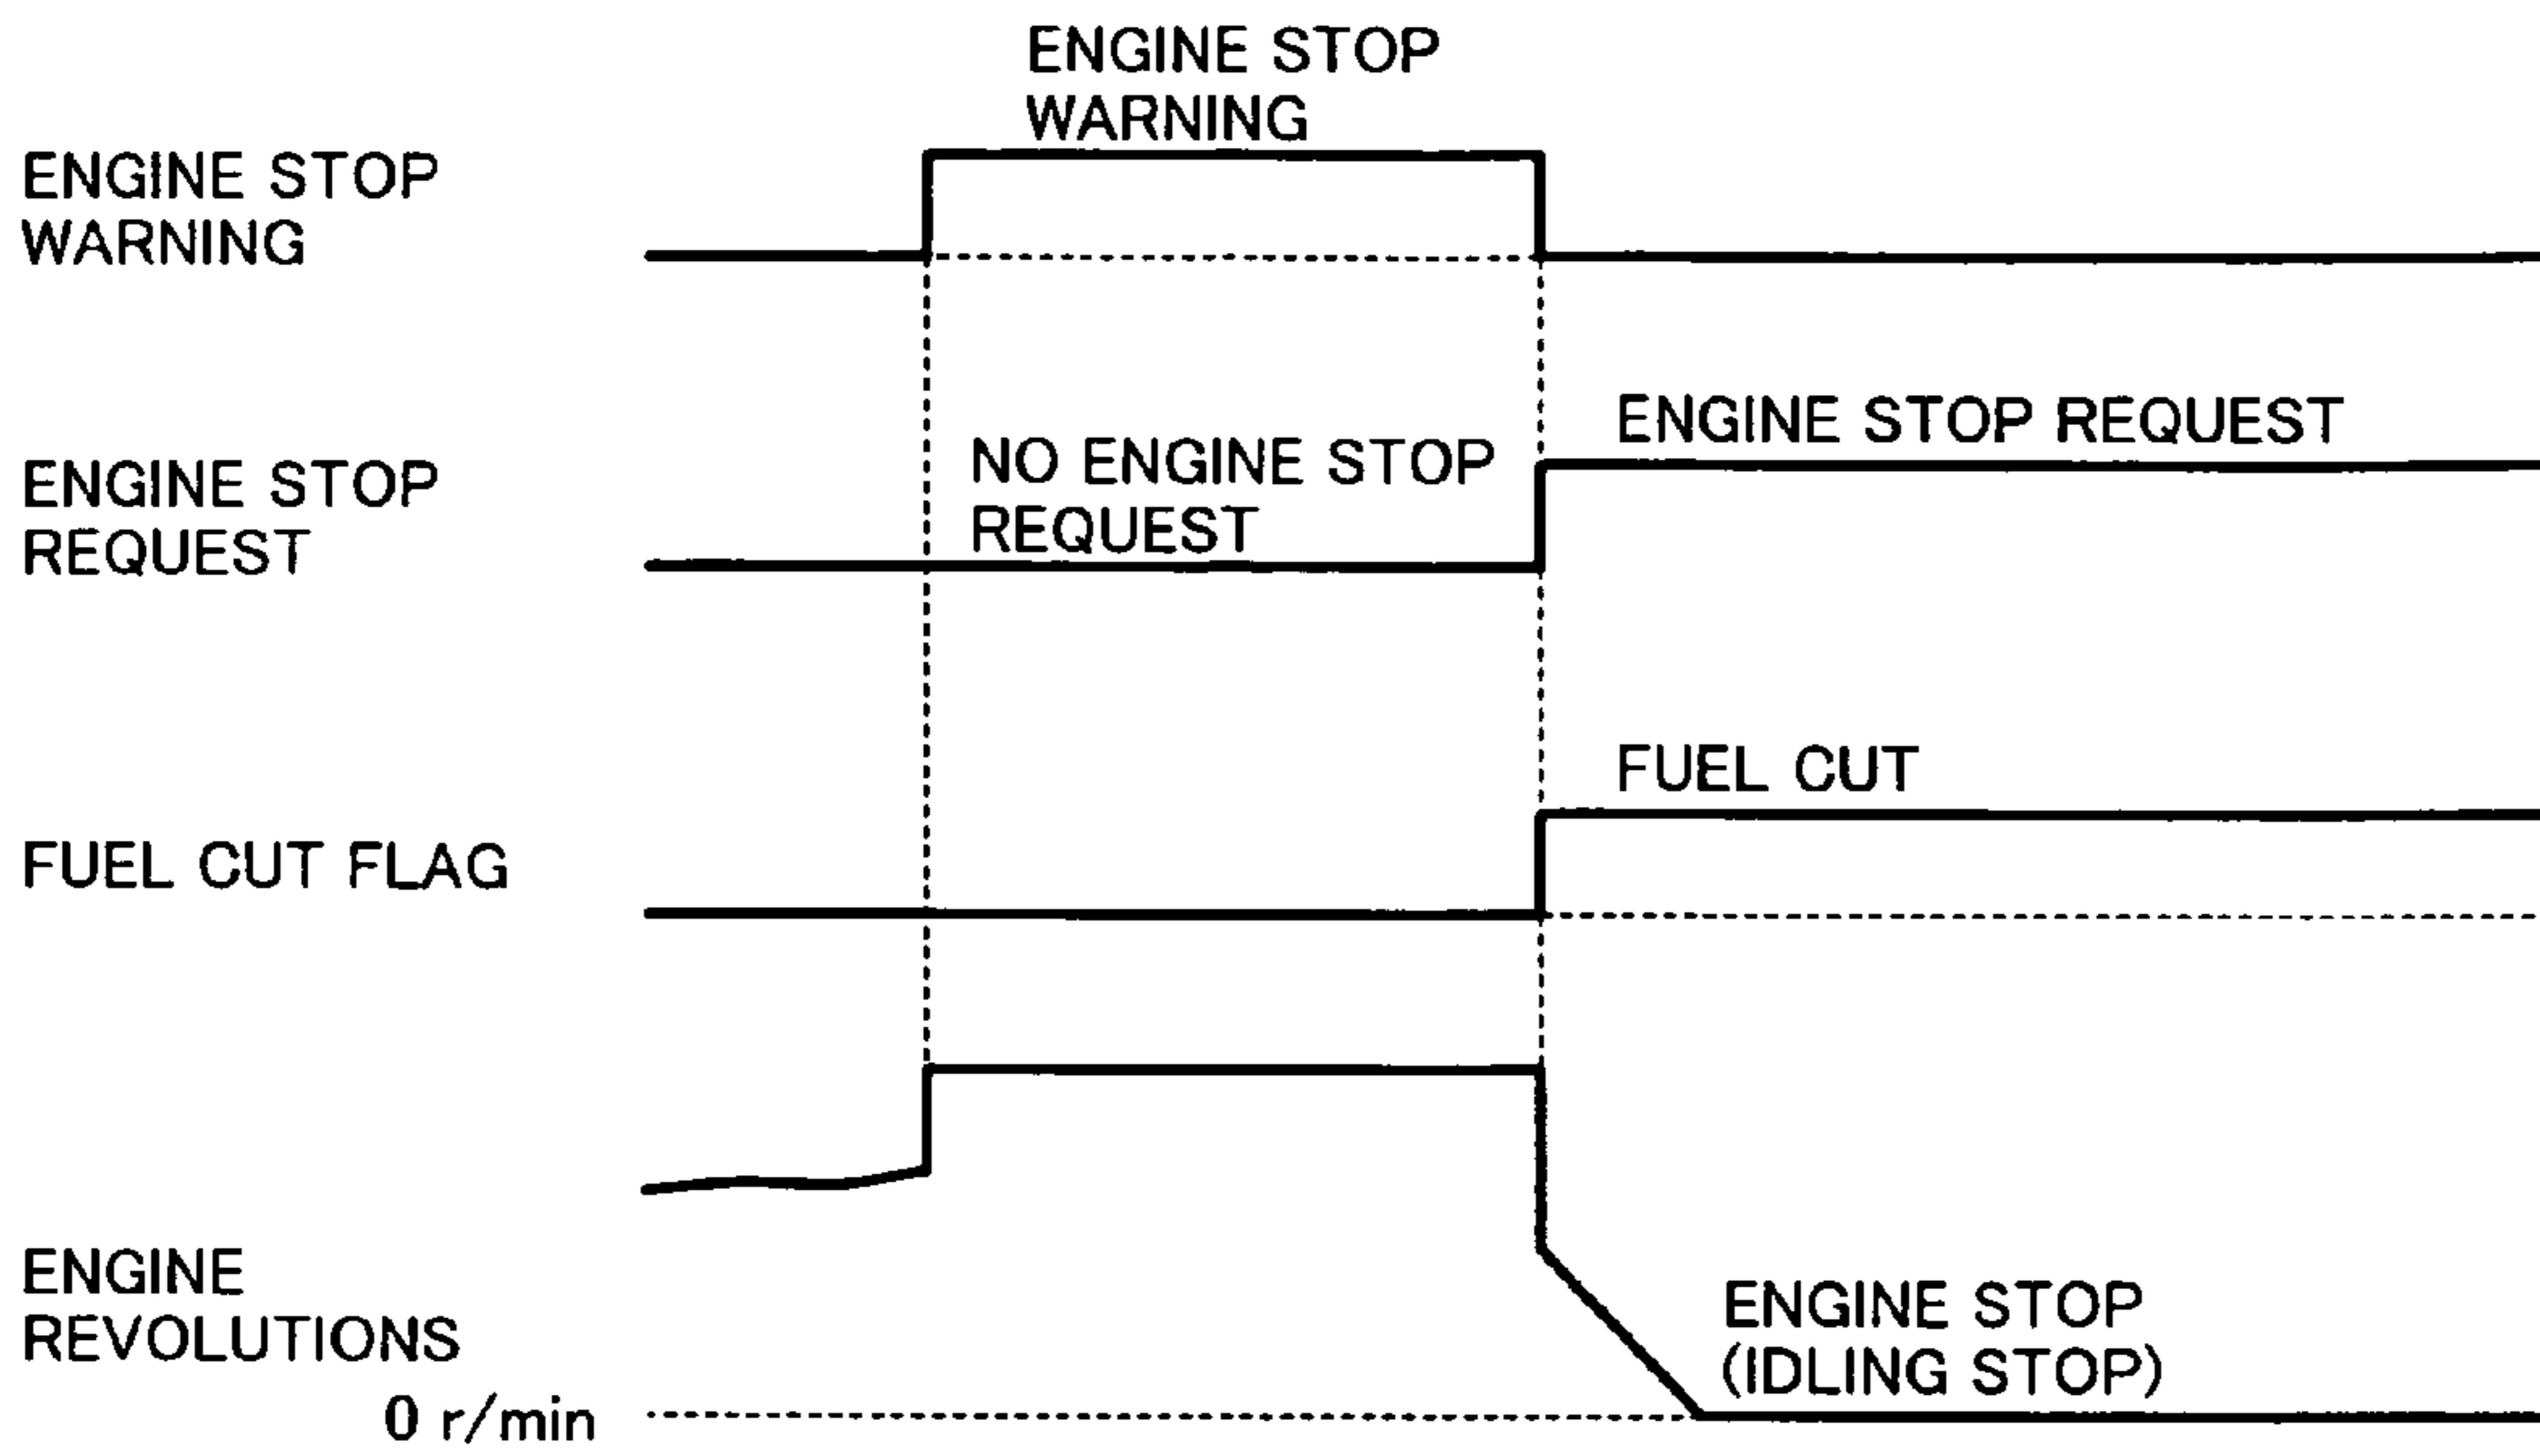 ENGINE STOP
WARNING
ENGINE STOP
WARNING
ENGINE STOP REQUEST
NO ENGINE STOP
REQUEST
ENGINE STOP
REQUEST
FUEL CUT
FUEL CUT FLAG
ENGINE
REVOLUTIONS
ENGINE STOP
(IDLING STOP)
0 r/min